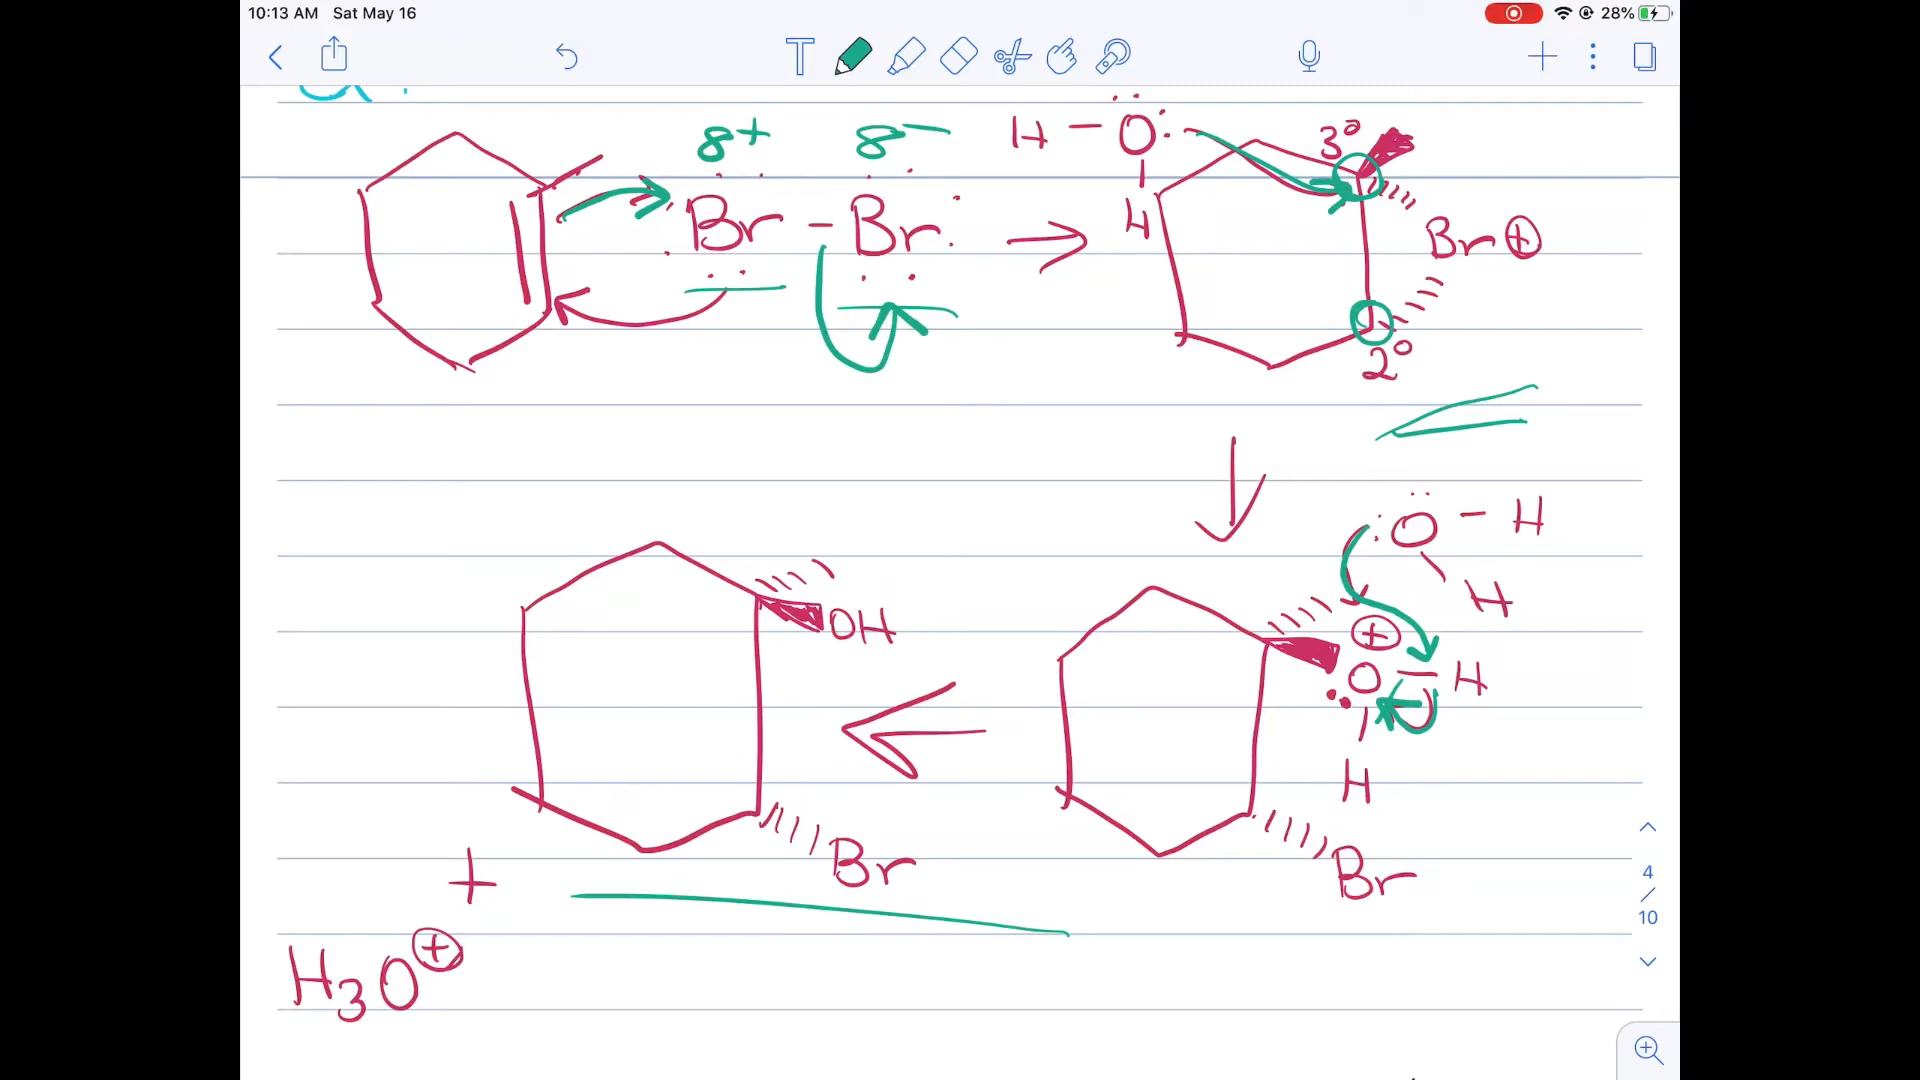 10:13 AM Sat May 16
28%
T
δ+ δ− H − O: 3°
Br − Br → H Br ⊕
2°
:O − H
H
⊕
OH O − H
H
Br Br
+
H3O⊕
4
/
10